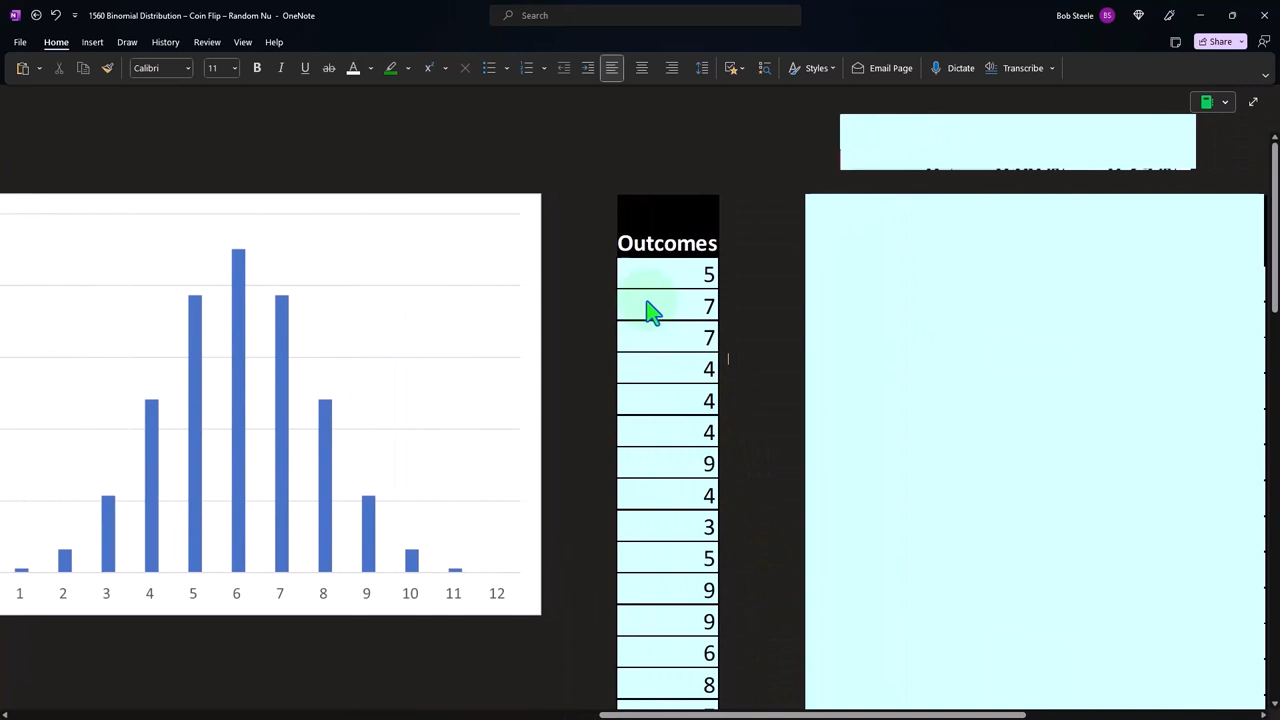 1560 Binomial Distribution – Coin Flip – Random Nu - OneNote
Search
Bob Steele
BS
File
Home
Insert
Draw
History
Review
View
Help
Share
Calibri
11
B
I
U
ab
A
x
A
Styles
Email Page
Dictate
Transcribe
Outcomes
5
7
7
4
4
4
9
4
3
5
9
9
6
8
1
2
3
4
5
6
7
8
9
10
11
12